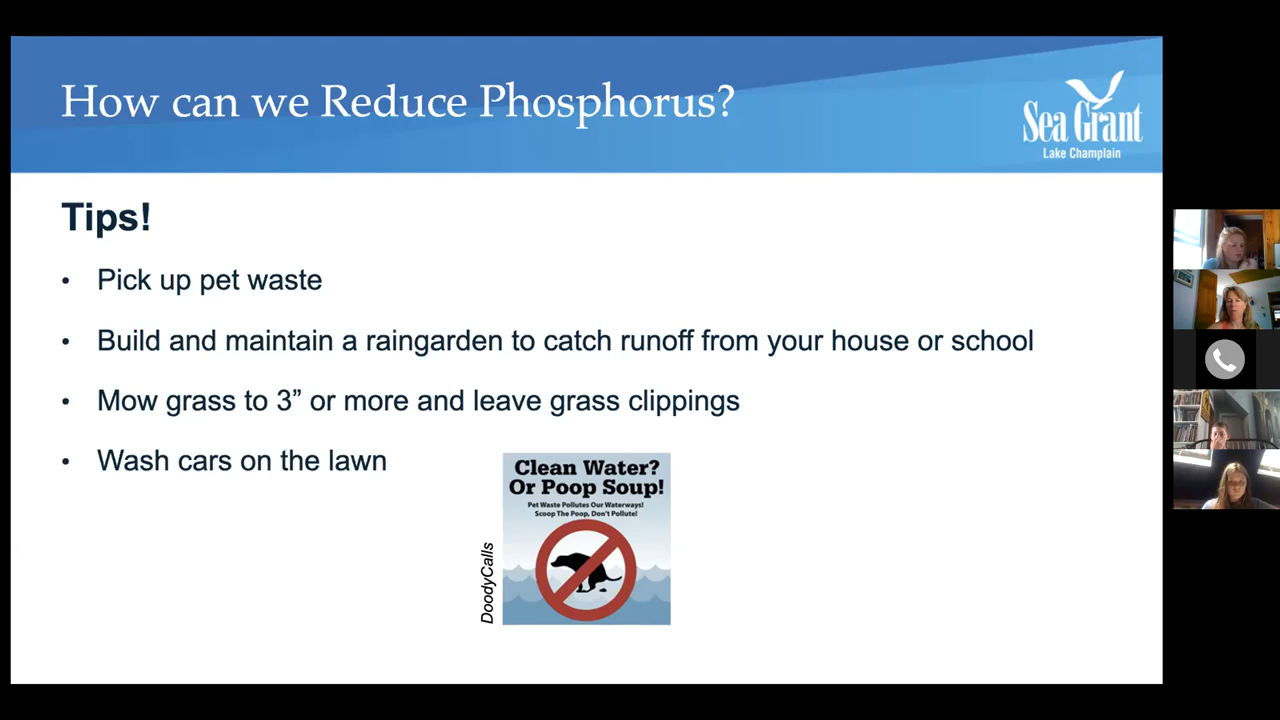 How can we Reduce Phosphorus?
Sea Grant
Lake Champlain
Tips!
• Pick up pet waste
• Build and maintain a raingarden to catch runoff from your house or school
• Mow grass to 3” or more and leave grass clippings
• Wash cars on the lawn
Clean Water?
Or Poop Soup!
Pet Waste Pollutes Our Waterways!
Scoop The Poop, Don't Pollute!
DoodyCalls